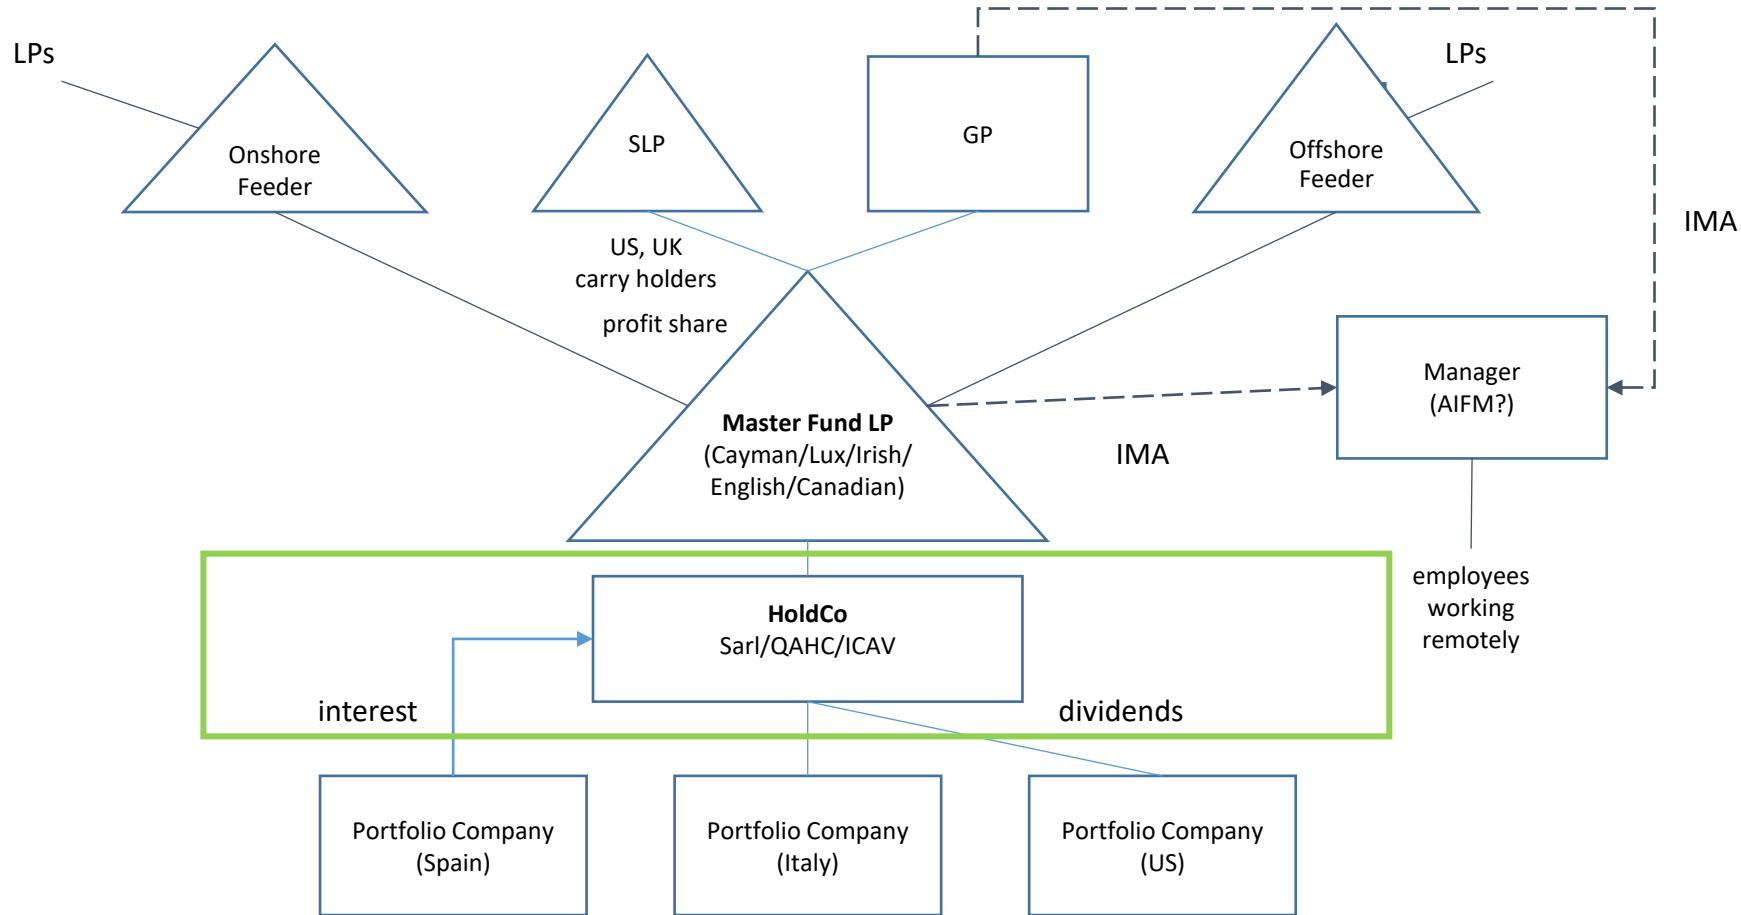 LPs
LPs
Onshore
Feeder
SLP
GP
Offshore
Feeder
IMA
US, UK
carry holders
profit share
Manager
(AIFM?)
Master Fund LP
(Cayman/Lux/Irish/
English/Canadian)
IMA
employees
working
remotely
HoldCo
Sarl/QAHC/ICAV
interest
dividends
Portfolio Company
(Spain)
Portfolio Company
(Italy)
Portfolio Company
(US)